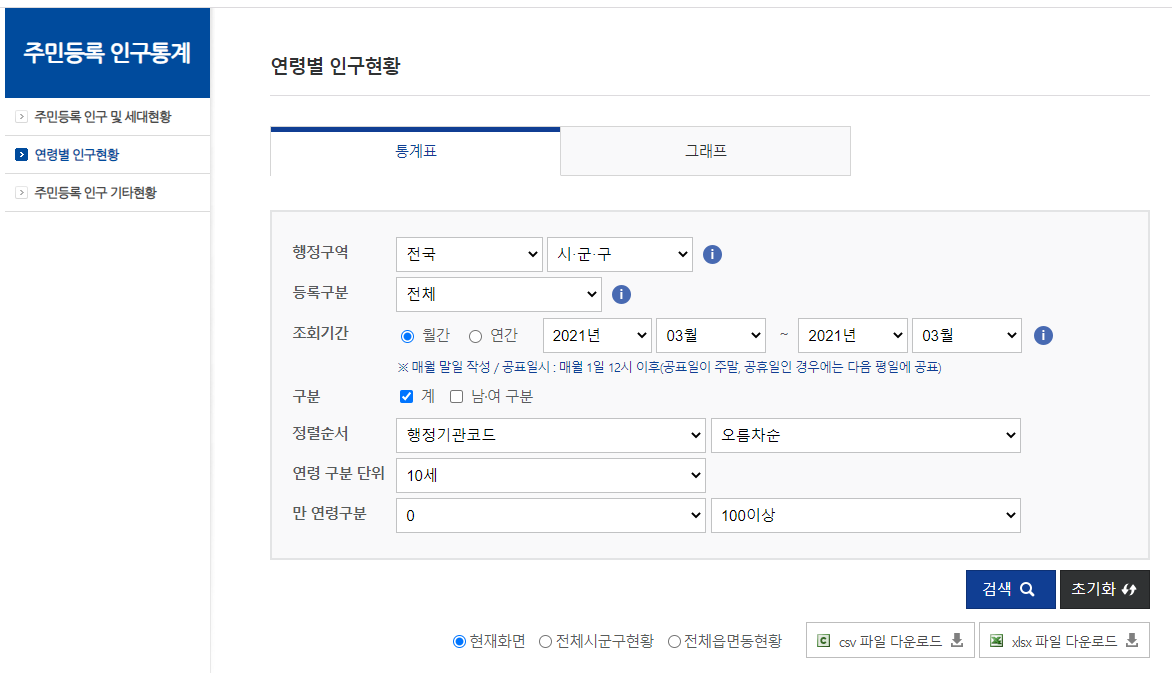 주민등록 인구통계
주민등록 인구 및 세대현황
연령별 인구현황
주민등록 인구 기타현황
연령별 인구현황
통계표 그래프
행정구역 전국 시·군·구
등록구분 전체
조회기간 월간 연간 2021년 03월 ~ 2021년 03월
※ 매월 말일 작성 / 공표일시 : 매월 1일 12시 이후(공표일이 주말, 공휴일인 경우에는 다음 평일에 공표)
구분 계 남·여 구분
정렬순서 행정기관코드 오름차순
연령 구분 단위 10세
만 연령구분 0 100이상
검색 초기화
현재화면 전체시군구현황 전체읍면동현황 csv 파일 다운로드 xlsx 파일 다운로드